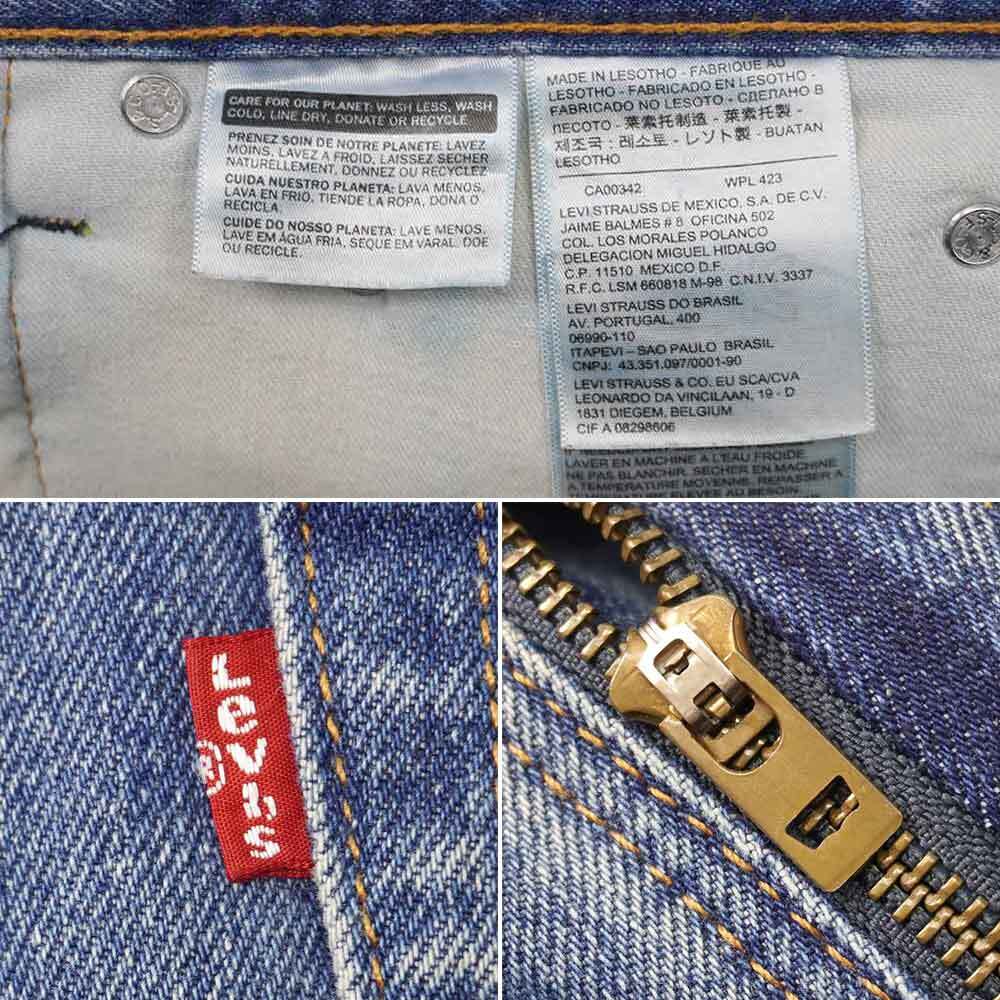 CARE FOR OUR PLANET: WASH LESS, WASH
COLD, LINE DRY, DONATE OR RECYCLE.
PRENEZ SOIN DE NOTRE PLANETE: LAVEZ
MOINS, LAVEZ A FROID, LAISSEZ SECHER
NATURELLEMENT, DONNEZ OU RECYCLEZ
CUIDA NUESTRO PLANETA: LAVA MENOS,
LAVA EN FRIO, TIENDE LA ROPA, DONA O
RECICLA.
CUIDE DO NOSSO PLANETA: LAVE MENOS.
LAVE EM ÁGUA FRIA, SEQUE EM VARAL. DOE
OU RECICLE.
MADE IN LESOTHO - FABRIQUE AU
LESOTHO - FABRICADO EN LESOTHO -
FABRICADO NO LESOTO - СДЕЛАНО В
ЛЕСОТО - 莱索托制造 - 萊索托製 -
제조국 : 레소토 - レソト製 - BUATAN
LESOTHO
CA00342 WPL 423
LEVI STRAUSS DE MEXICO, S.A. DE C.V.
JAIME BALMES # 8 OFICINA 502
COL. LOS MORALES POLANCO
DELEGACION MIGUEL HIDALGO
C.P. 11510 MEXICO D.F.
R.F.C. LSM 660818 M-98 C.N.I.V. 3337
LEVI STRAUSS DO BRASIL
AV. PORTUGAL, 400
06990-110
ITAPEVI – SAO PAULO BRASIL
CNPJ: 43.351.097/0001-90
LEVI STRAUSS & CO. EU SCA/CVA
LEONARDO DA VINCILAAN, 19 - D
1831 DIEGEM, BELGIUM
CIF A 08298606
LAVER EN MACHINE A L'EAU FROIDE
NE PAS BLANCHIR. SECHER EN MACHINE
A TEMPERATURE MOYENNE. REPASSER A
TEMPERATURE ELEVEE AU BESOIN.
Levi's
®